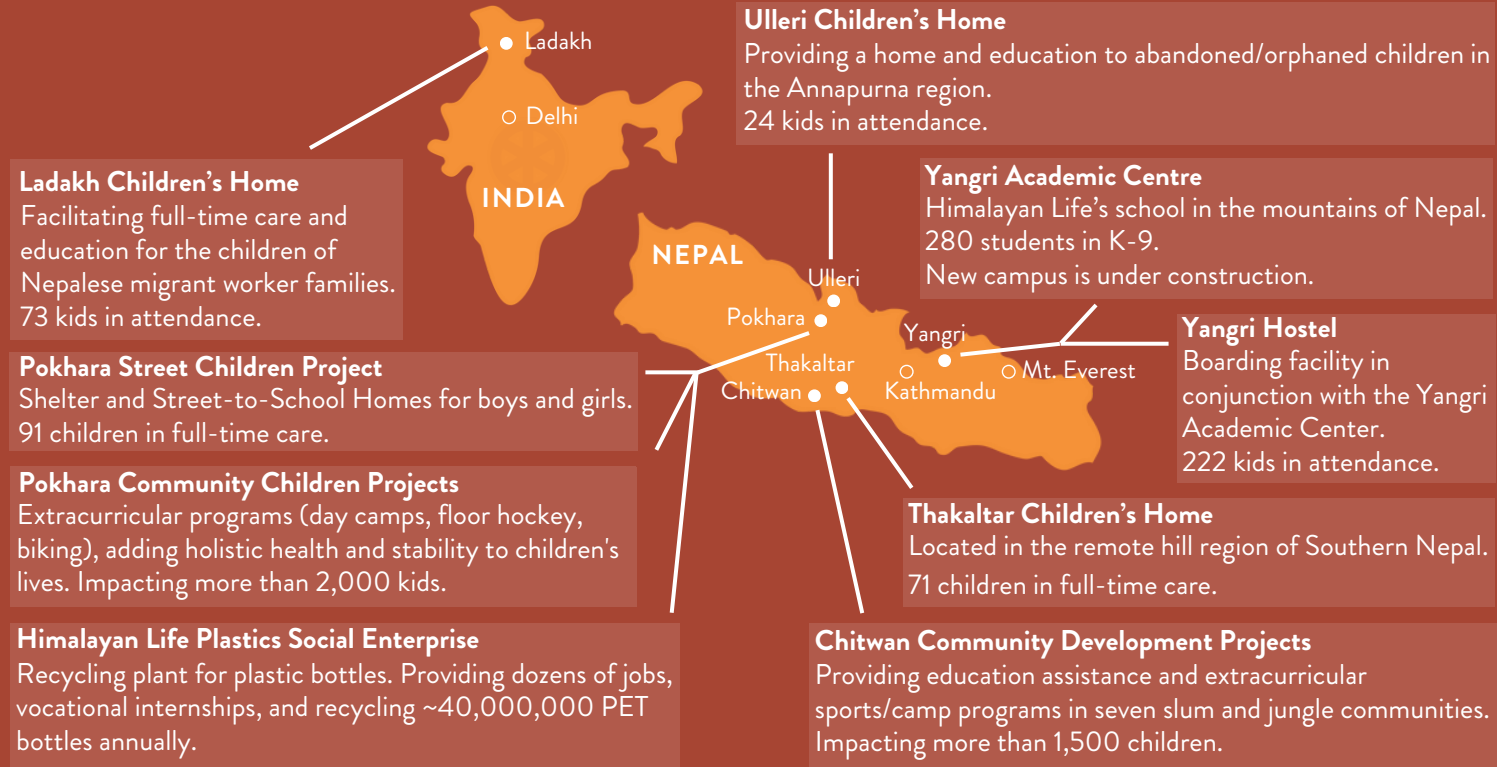 Ladakh
Delhi
INDIA
NEPAL
Ulleri
Pokhara
Yangri
Thakaltar
Mt. Everest
Chitwan
Kathmandu
Ulleri Children's Home
Providing a home and education to abandoned/orphaned children in
the Annapurna region.
24 kids in attendance.
Ladakh Children's Home
Facilitating full-time care and
education for the children of
Nepalese migrant worker families.
73 kids in attendance.
Yangri Academic Centre
Himalayan Life's school in the mountains of Nepal.
280 students in K-9.
New campus is under construction.
Yangri Hostel
Boarding facility in
conjunction with the Yangri
Academic Center.
222 kids in attendance.
Pokhara Street Children Project
Shelter and Street-to-School Homes for boys and girls.
91 children in full-time care.
Pokhara Community Children Projects
Extracurricular programs (day camps, floor hockey,
biking), adding holistic health and stability to children's
lives. Impacting more than 2,000 kids.
Thakaltar Children's Home
Located in the remote hill region of Southern Nepal.
71 children in full-time care.
Himalayan Life Plastics Social Enterprise
Recycling plant for plastic bottles. Providing dozens of jobs,
vocational internships, and recycling ~40,000,000 PET
bottles annually.
Chitwan Community Development Projects
Providing education assistance and extracurricular
sports/camp programs in seven slum and jungle communities.
Impacting more than 1,500 children.